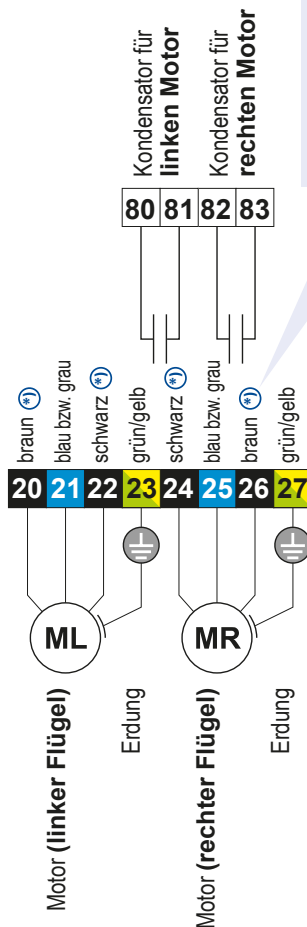 Kondensator für
linken Motor
Kondensator für
rechten Motor
80 81 82 83
braun *)
blau bzw. grau
schwarz *)
grün/gelb
schwarz *)
blau bzw. grau
braun *)
grün/gelb
20 21 22 23 24 25 26 27
ML
MR
Motor (linker Flügel)
Erdung
Motor (rechter Flügel)
Erdung